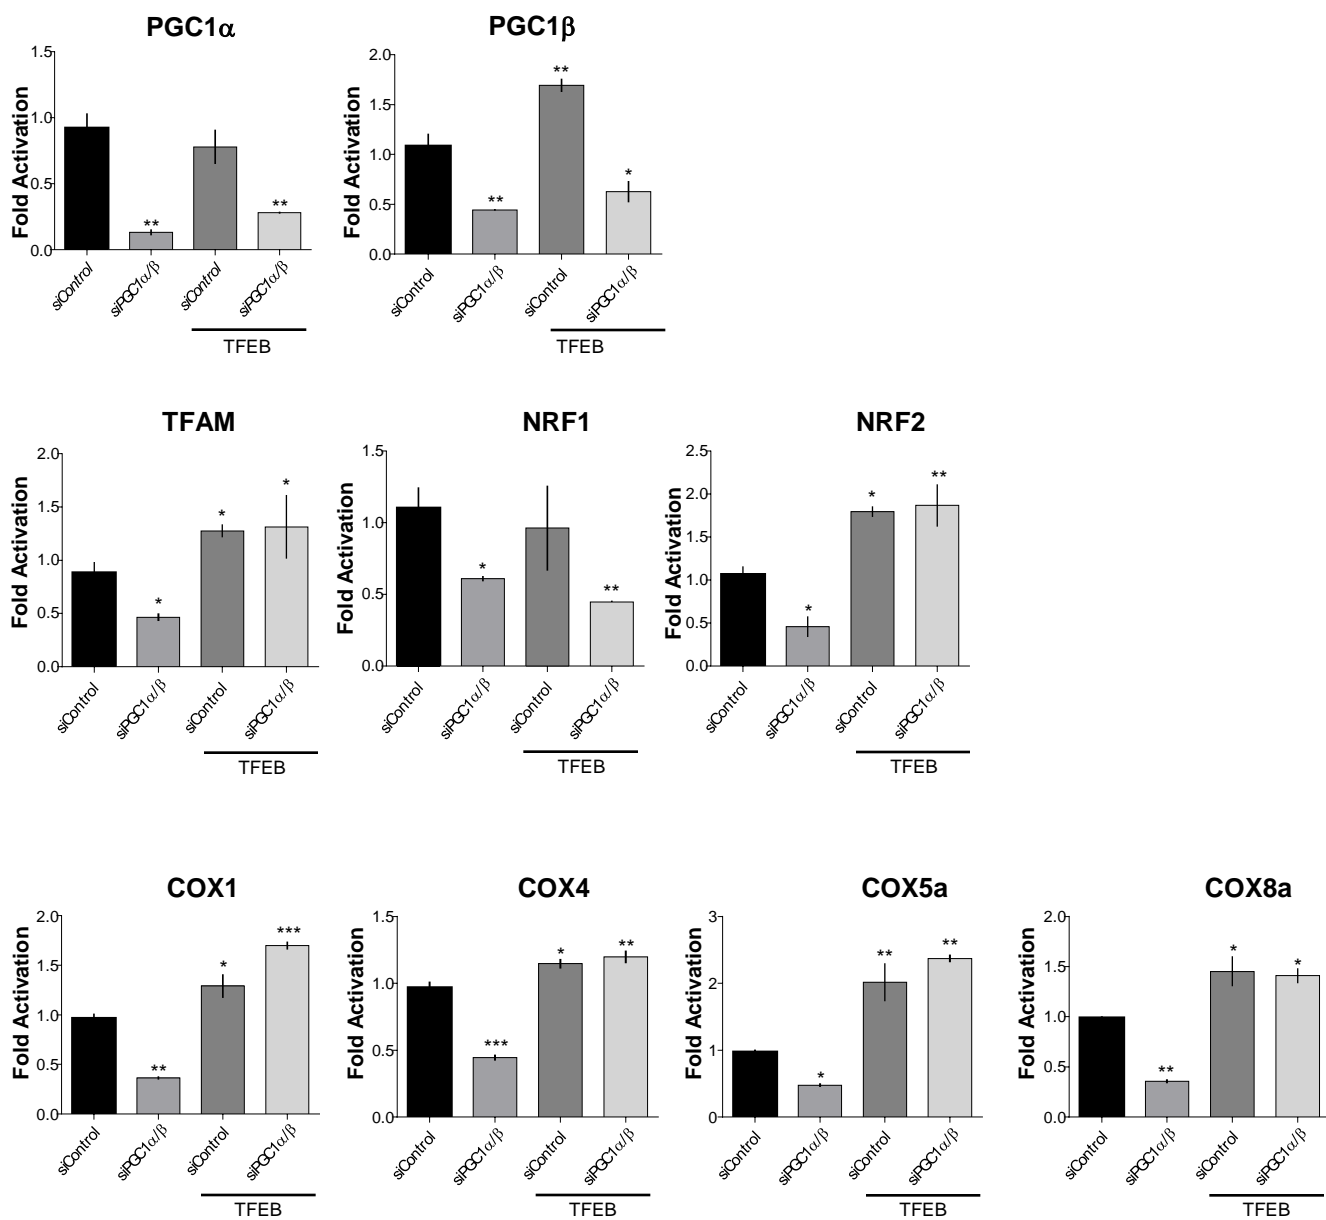 PGC1α
Fold Activation
1.5
1.0
0.5
0.0
**
**
siControl
siPGC1α/β
siControl
siPGC1α/β
TFEB
PGC1β
Fold Activation
2.0
1.5
1.0
0.5
0.0
**
**
*
siControl
siPGC1α/β
siControl
siPGC1α/β
TFEB
TFAM
Fold Activation
2.0
1.5
1.0
0.5
0.0
*
*
*
siControl
siPGC1α/β
siControl
siPGC1α/β
TFEB
NRF1
Fold Activation
1.5
1.0
0.5
0.0
*
**
siControl
siPGC1α/β
siControl
siPGC1α/β
TFEB
NRF2
Fold Activation
2.5
2.0
1.5
1.0
0.5
0.0
*
*
**
siControl
siPGC1α/β
siControl
siPGC1α/β
TFEB
COX1
Fold Activation
2.0
1.5
1.0
0.5
0.0
**
*
***
siControl
siPGC1α/β
siControl
siPGC1α/β
TFEB
COX4
Fold Activation
1.5
1.0
0.5
0.0
***
*
**
siControl
siPGC1α/β
siControl
siPGC1α/β
TFEB
COX5a
Fold Activation
3
2
1
0
*
**
**
siControl
siPGC1α/β
siControl
siPGC1α/β
TFEB
COX8a
Fold Activation
2.0
1.5
1.0
0.5
0.0
**
*
*
siControl
siPGC1α/β
siControl
siPGC1α/β
TFEB